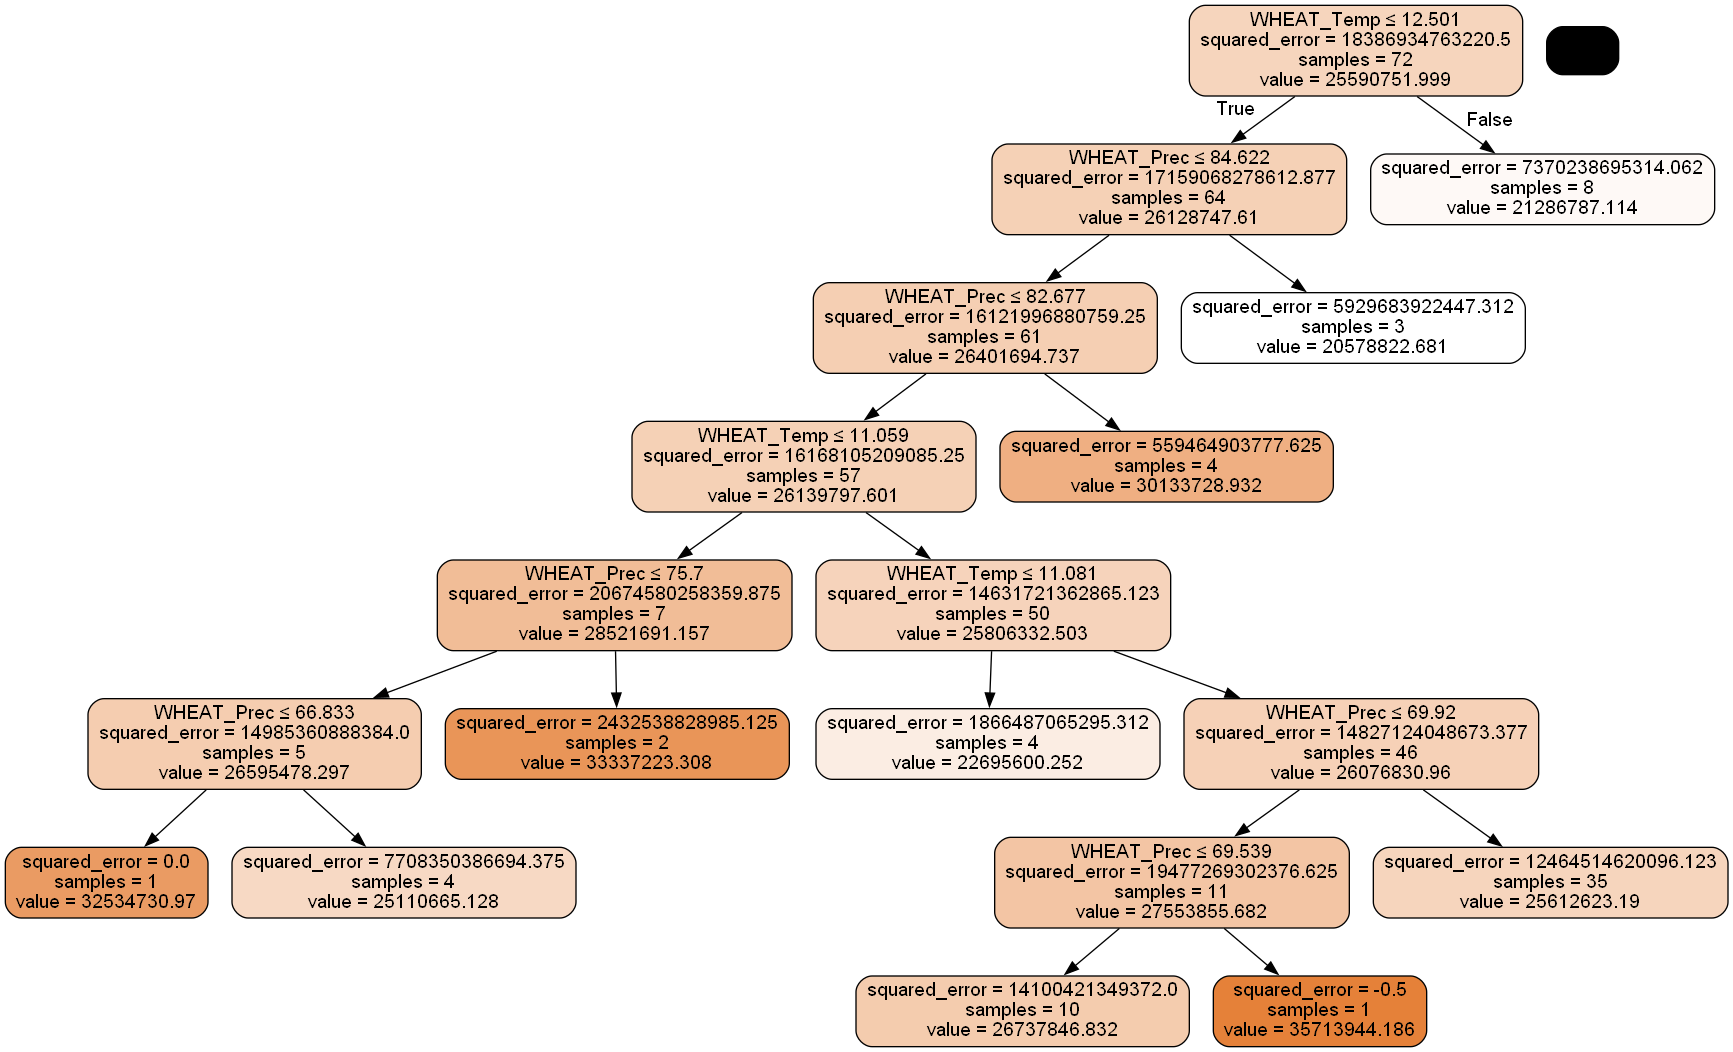 WHEAT_Temp ≤ 12.501
squared_error = 18386934763220.5
samples = 72
value = 25590751.999
True
False
WHEAT_Prec ≤ 84.622
squared_error = 17159068278612.877
samples = 64
value = 26128747.61
squared_error = 7370238695314.062
samples = 8
value = 21286787.114
WHEAT_Prec ≤ 82.677
squared_error = 16121996880759.25
samples = 61
value = 26401694.737
squared_error = 5929683922447.312
samples = 3
value = 20578822.681
WHEAT_Temp ≤ 11.059
squared_error = 16168105209085.25
samples = 57
value = 26139797.601
squared_error = 559464903777.625
samples = 4
value = 30133728.932
WHEAT_Prec ≤ 75.7
squared_error = 20674580258359.875
samples = 7
value = 28521691.157
WHEAT_Temp ≤ 11.081
squared_error = 14631721362865.123
samples = 50
value = 25806332.503
WHEAT_Prec ≤ 66.833
squared_error = 14985360888384.0
samples = 5
value = 26595478.297
squared_error = 2432538828985.125
samples = 2
value = 33337223.308
squared_error = 1866487065295.312
samples = 4
value = 22695600.252
WHEAT_Prec ≤ 69.92
squared_error = 14827124048673.377
samples = 46
value = 26076830.96
squared_error = 0.0
samples = 1
value = 32534730.97
squared_error = 7708350386694.375
samples = 4
value = 25110665.128
WHEAT_Prec ≤ 69.539
squared_error = 19477269302376.625
samples = 11
value = 27553855.682
squared_error = 12464514620096.123
samples = 35
value = 25612623.19
squared_error = 14100421349372.0
samples = 10
value = 26737846.832
squared_error = -0.5
samples = 1
value = 35713944.186